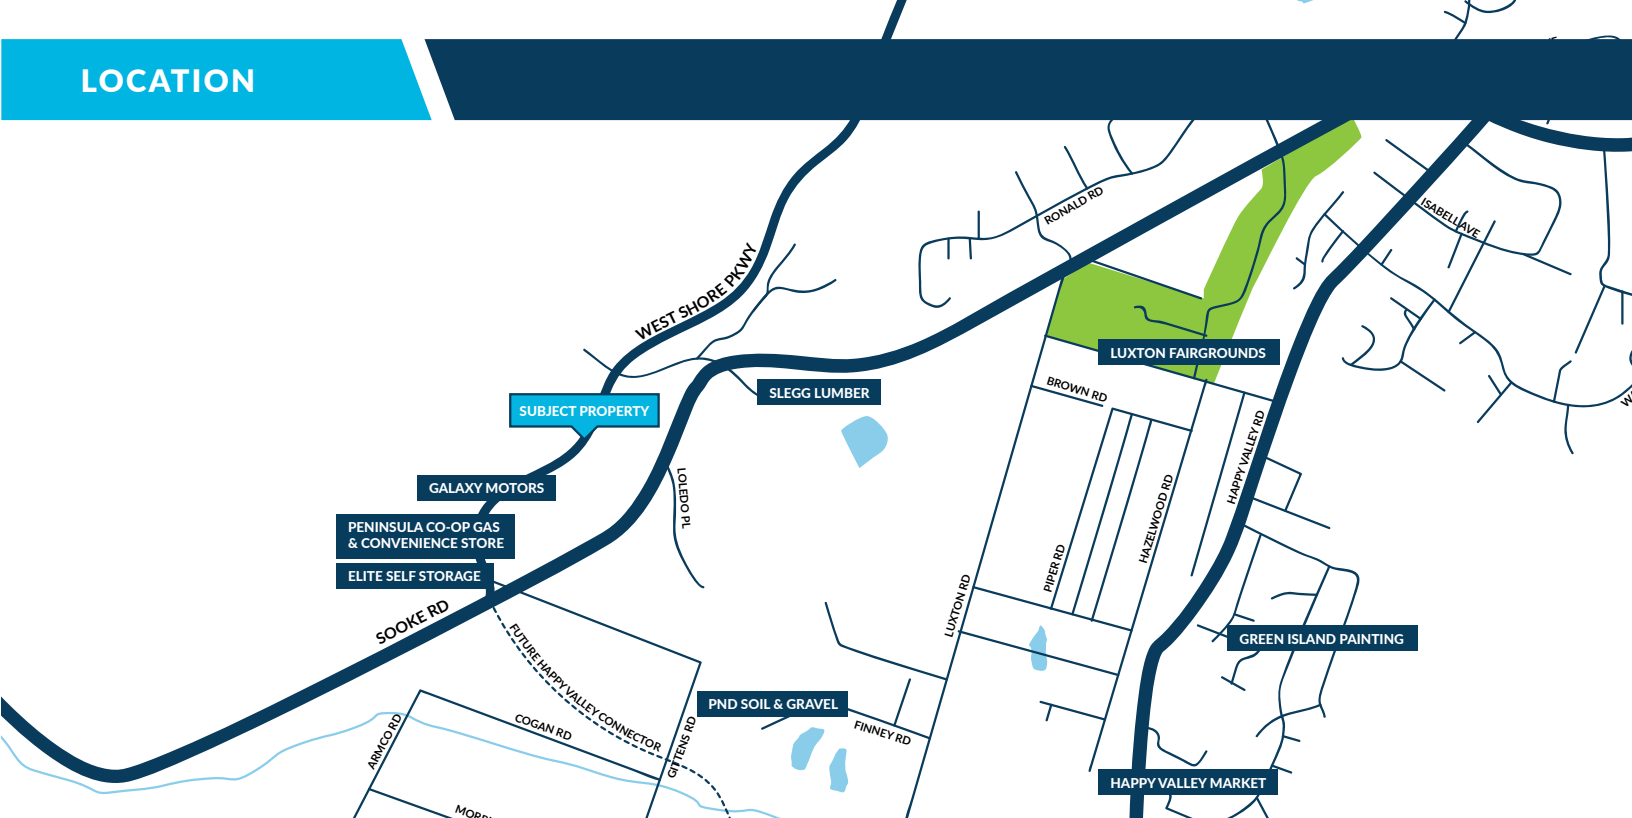 LOCATION
RONALD RD
ISABELL AVE
WEST SHORE PKWY
LUXTON FAIRGROUNDS
SLEGG LUMBER
BROWN RD
SUBJECT PROPERTY
HAPPY VALLEY RD
LOLEDO PL
GALAXY MOTORS
HAZELWOOD RD
PENINSULA CO-OP GAS
& CONVENIENCE STORE
PIPER RD
ELITE SELF STORAGE
LUXTON RD
SOOKE RD
FUTURE HAPPY VALLEY CONNECTOR
GREEN ISLAND PAINTING
PND SOIL & GRAVEL
COGAN RD
ARMCO RD
GITTENS RD
FINNEY RD
HAPPY VALLEY MARKET